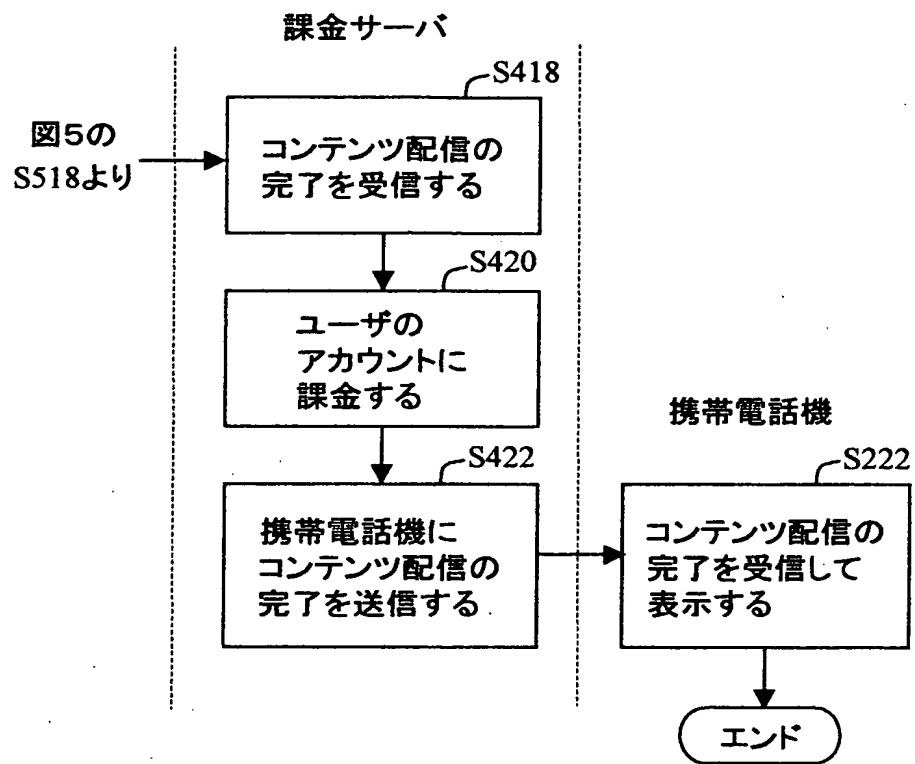 課金サーバ
S418
図5の
S518より
コンテンツ配信の
完了を受信する
S420
ユーザの
アカウントに
課金する
携帯電話機
S422
S222
携帯電話機に
コンテンツ配信の
完了を送信する
コンテンツ配信の
完了を受信して
表示する
エンド